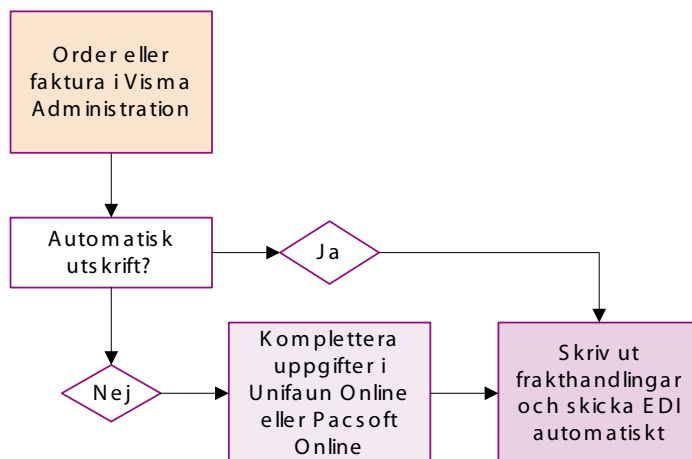 Order eller
faktura i Visma
Administration
Automatisk
utskrift?
Ja
Nej
Komplettera
uppgifter i
Unifaun Online
eller Pacsoft
Online
Skriv ut
frakthandlingar
och skicka EDI
automatiskt